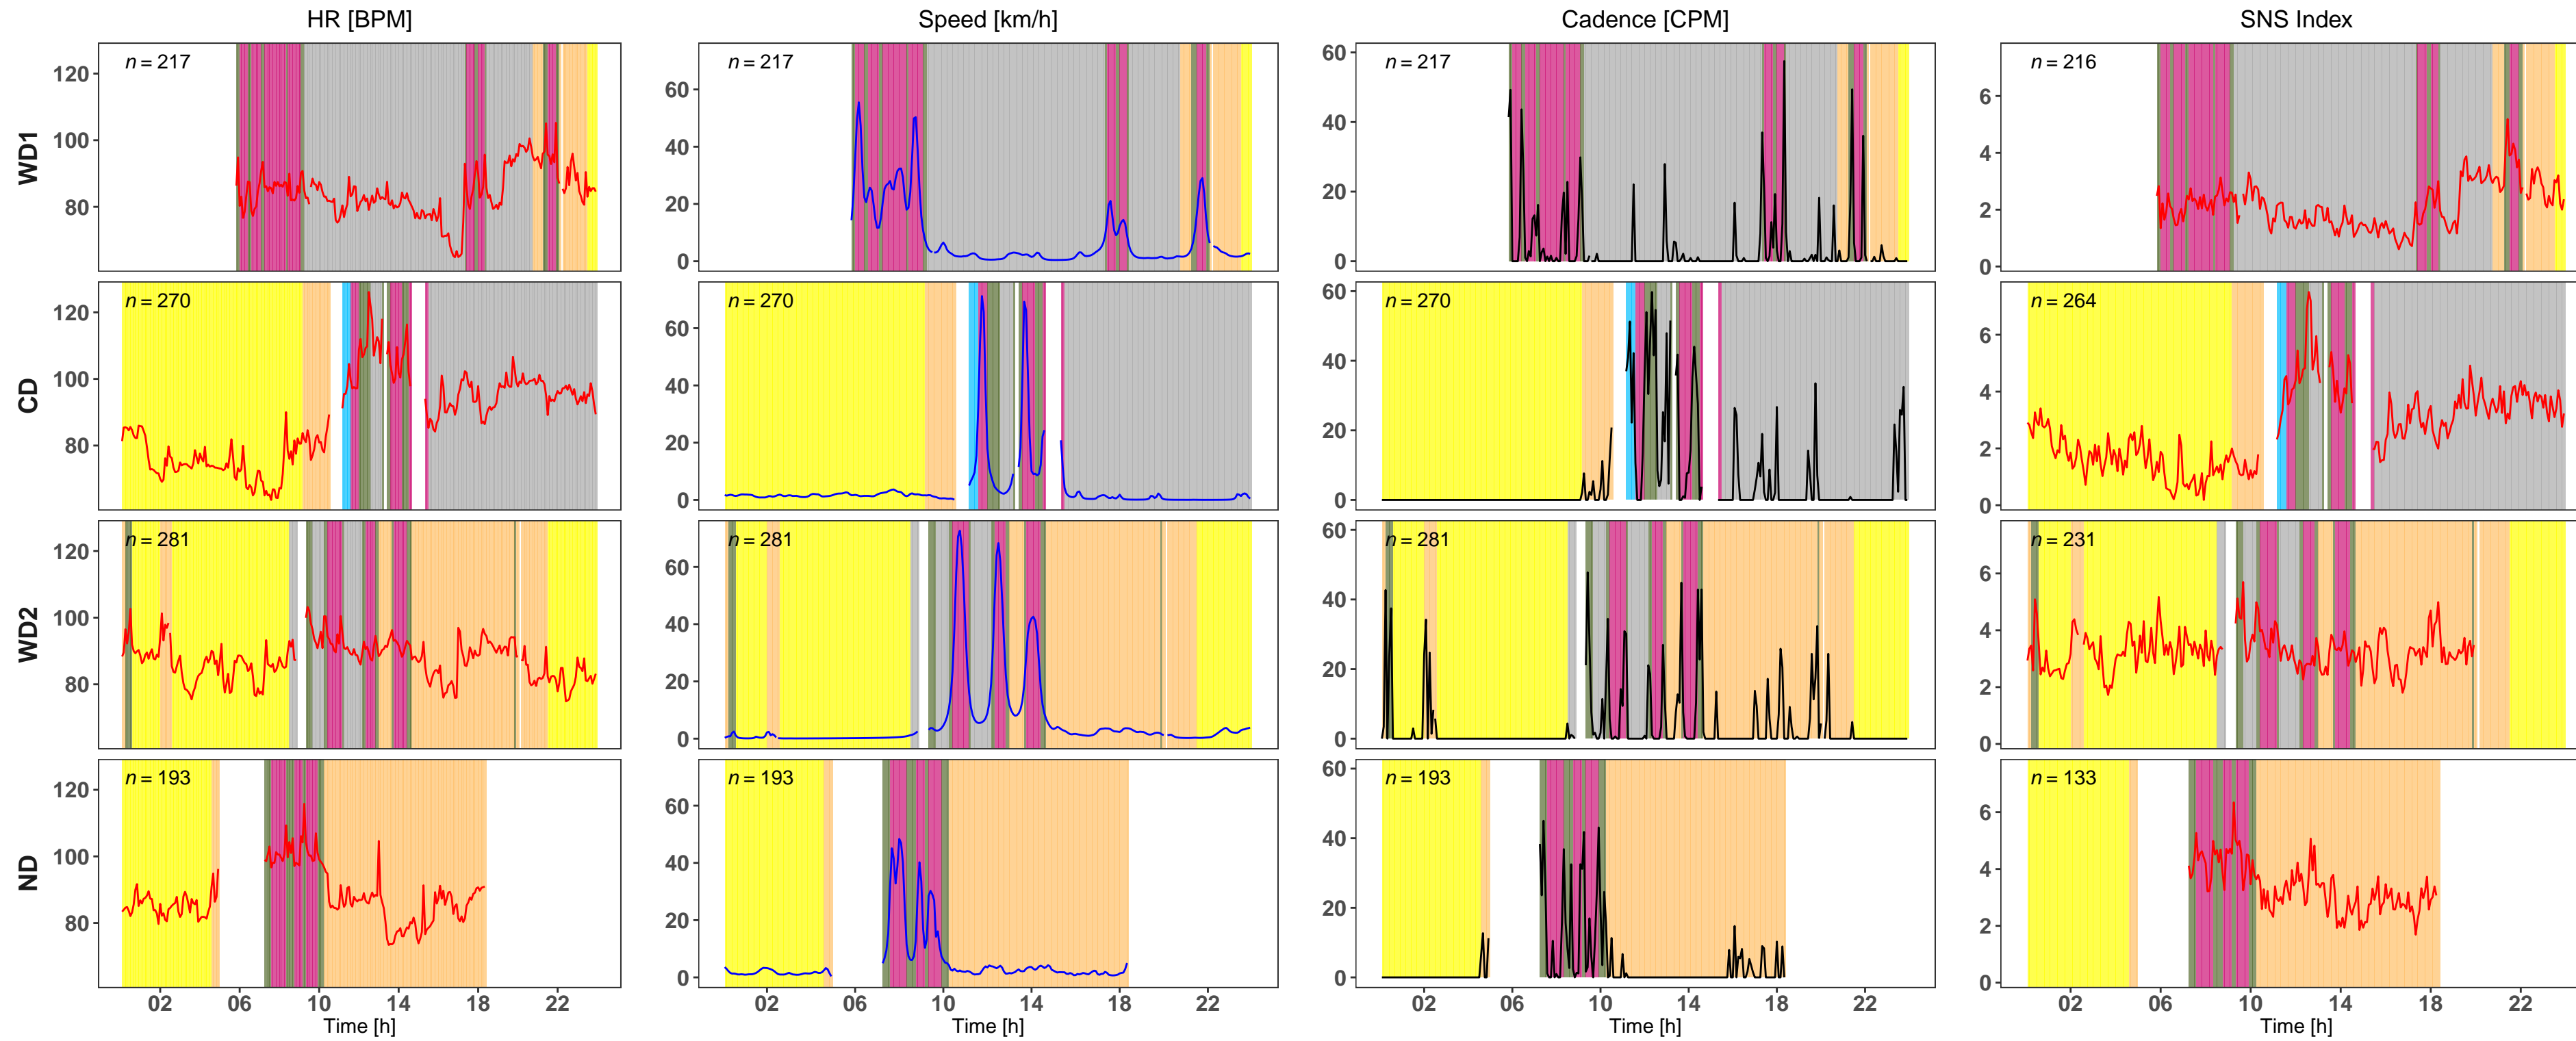 HR [BPM] Speed [km/h] Cadence [CPM] SNS Index
WD1
120
100
80
n = 217
60
40
20
0
n = 217
60
40
20
0
n = 217
6
4
2
0
n = 216
CD
120
100
80
n = 270
60
40
20
0
n = 270
60
40
20
0
n = 270
6
4
2
0
n = 264
WD2
120
100
80
n = 281
60
40
20
0
n = 281
60
40
20
0
n = 281
6
4
2
0
n = 231
ND
120
100
80
n = 193
60
40
20
0
n = 193
60
40
20
0
n = 193
6
4
2
0
n = 133
02 06 10 14 18 22
Time [h]
02 06 10 14 18 22
Time [h]
02 06 10 14 18 22
Time [h]
02 06 10 14 18 22
Time [h]